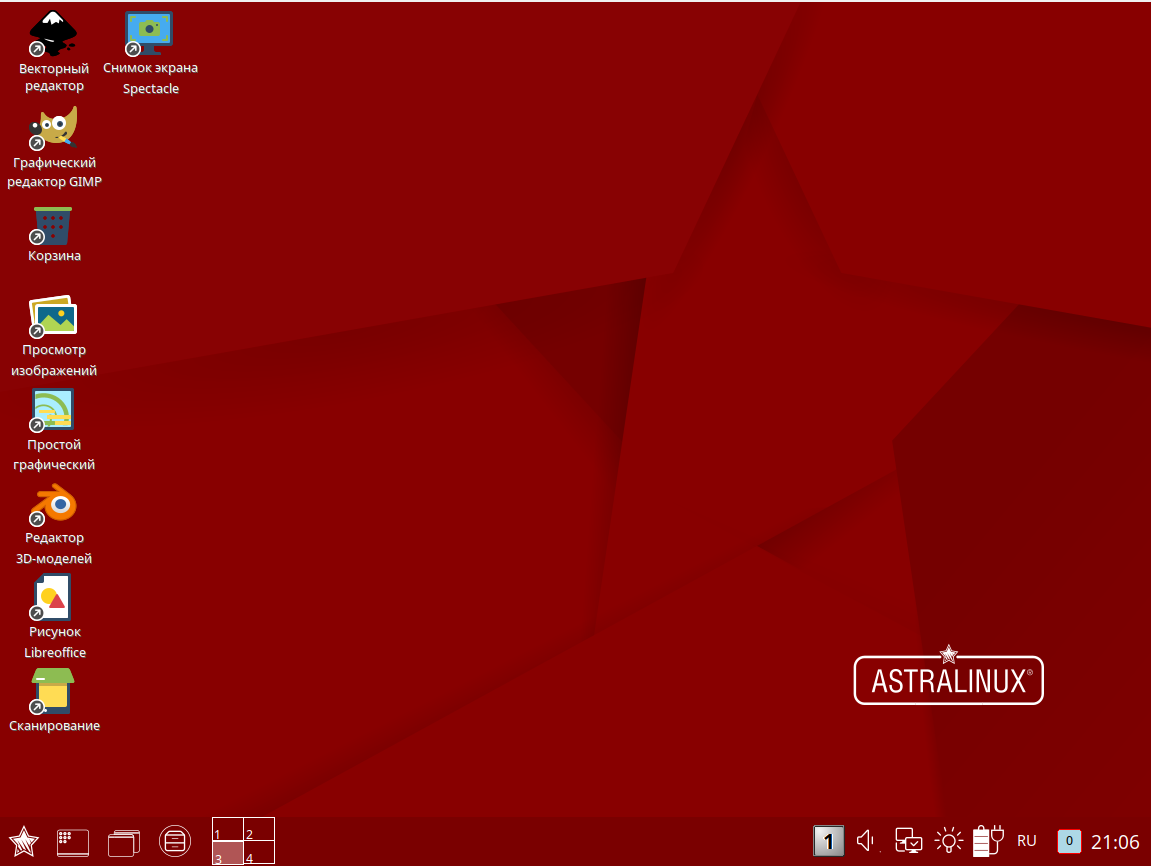 Векторный
редактор
Снимок экрана
Spectacle
Графический
редактор GIMP
Корзина
Просмотр
изображений
Простой
графический
Редактор
3D-моделей
Рисунок
Libreoffice
Сканирование
ASTRALINUX®
1 2
3 4
1
RU
0
21:06